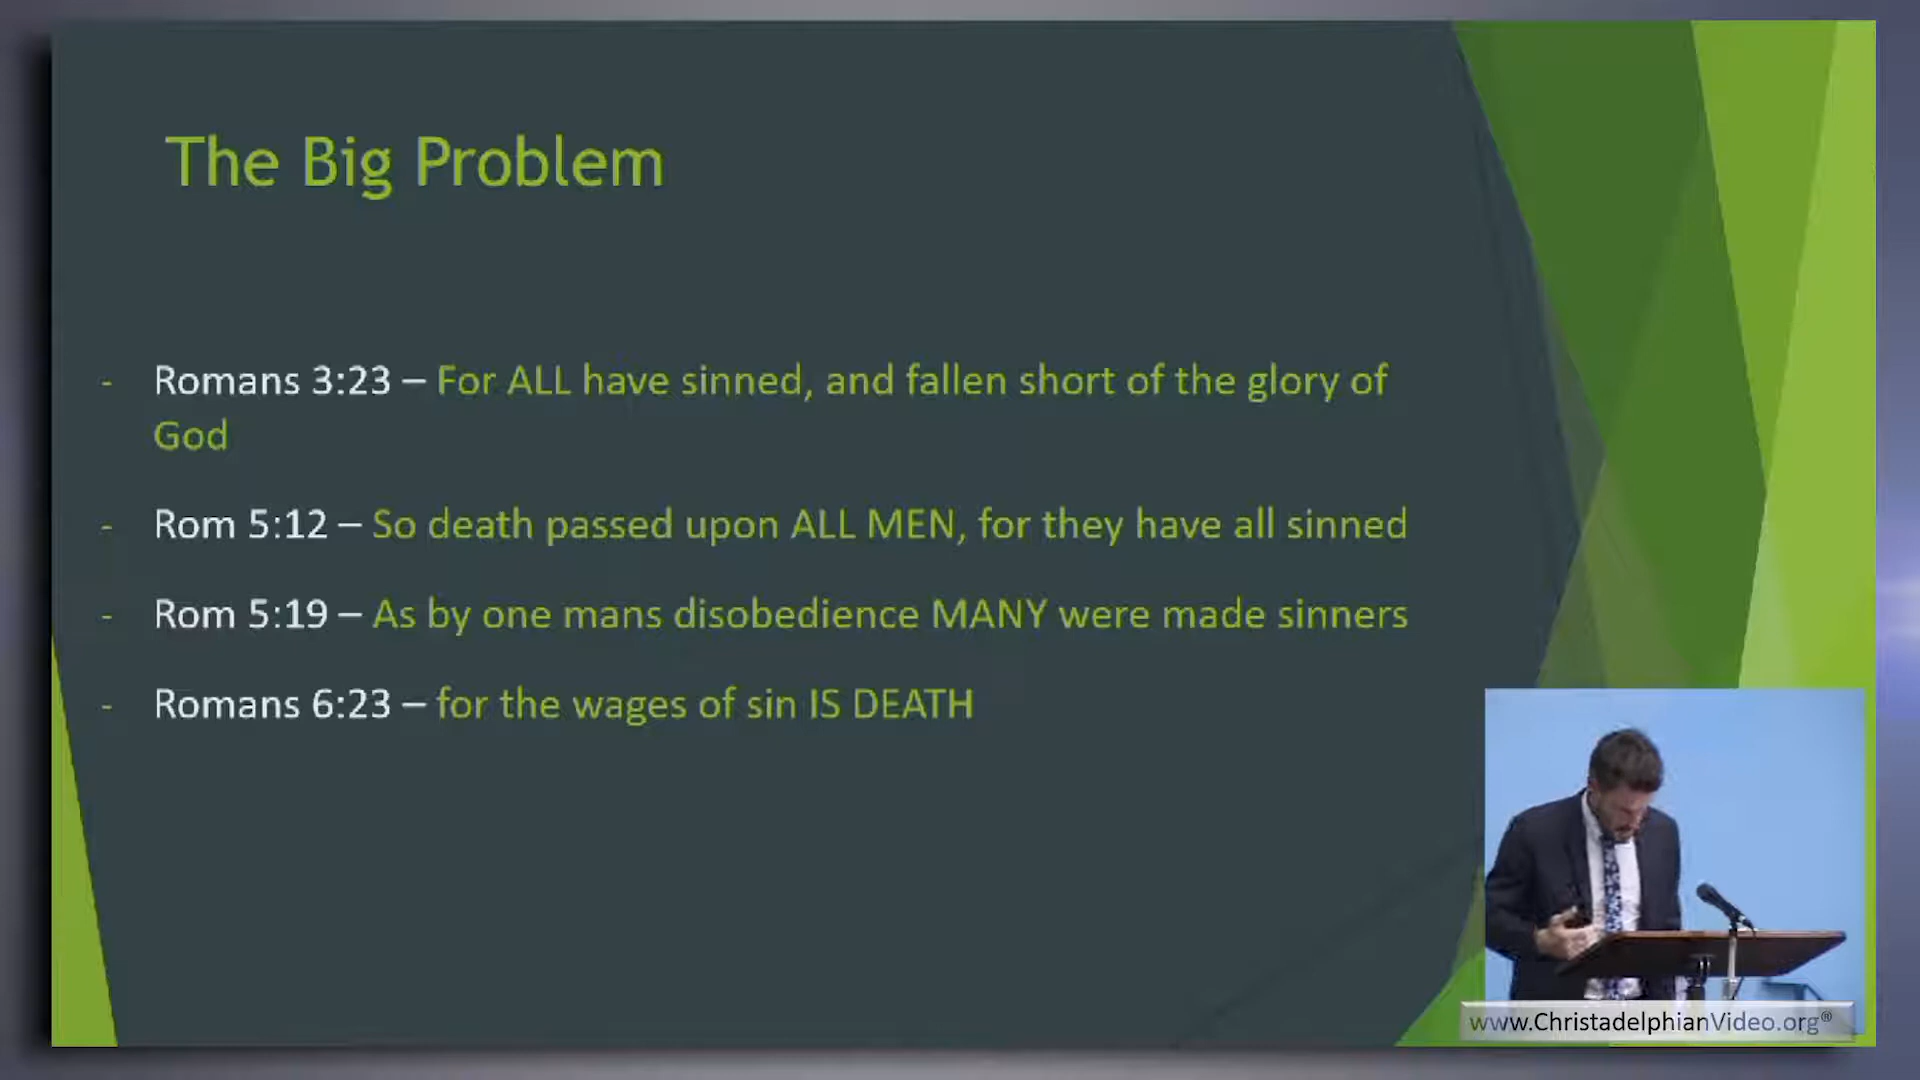 The Big Problem
- Romans 3:23 – For ALL have sinned, and fallen short of the glory of
God
- Rom 5:12 – So death passed upon ALL MEN, for they have all sinned
- Rom 5:19 – As by one mans disobedience MANY were made sinners
- Romans 6:23 – for the wages of sin IS DEATH
www.ChristadelphianVideo.org®